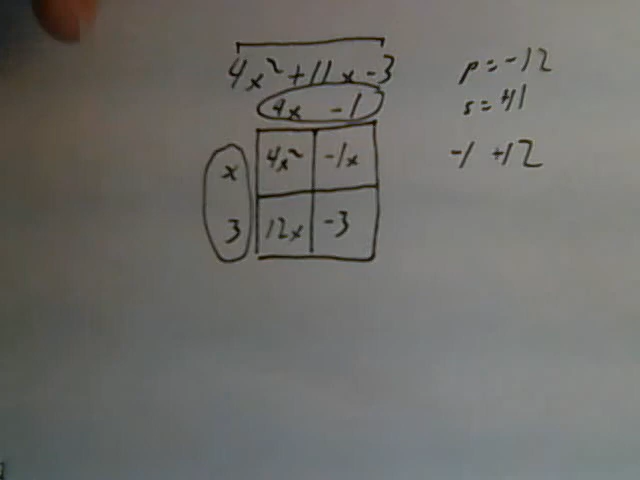 4x² + 11x - 3
4x -1
x 4x² -1x
3 12x -3
p = -12
s = +11
-1 +12